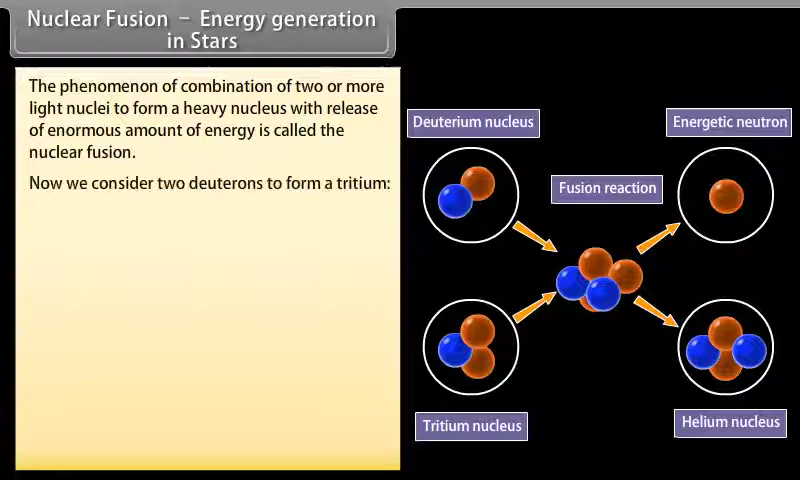 Nuclear Fusion – Energy generation
in Stars
The phenomenon of combination of two or more
light nuclei to form a heavy nucleus with release
of enormous amount of energy is called the
nuclear fusion.
Now we consider two deuterons to form a tritium:
Deuterium nucleus
Energetic neutron
Fusion reaction
Tritium nucleus
Helium nucleus